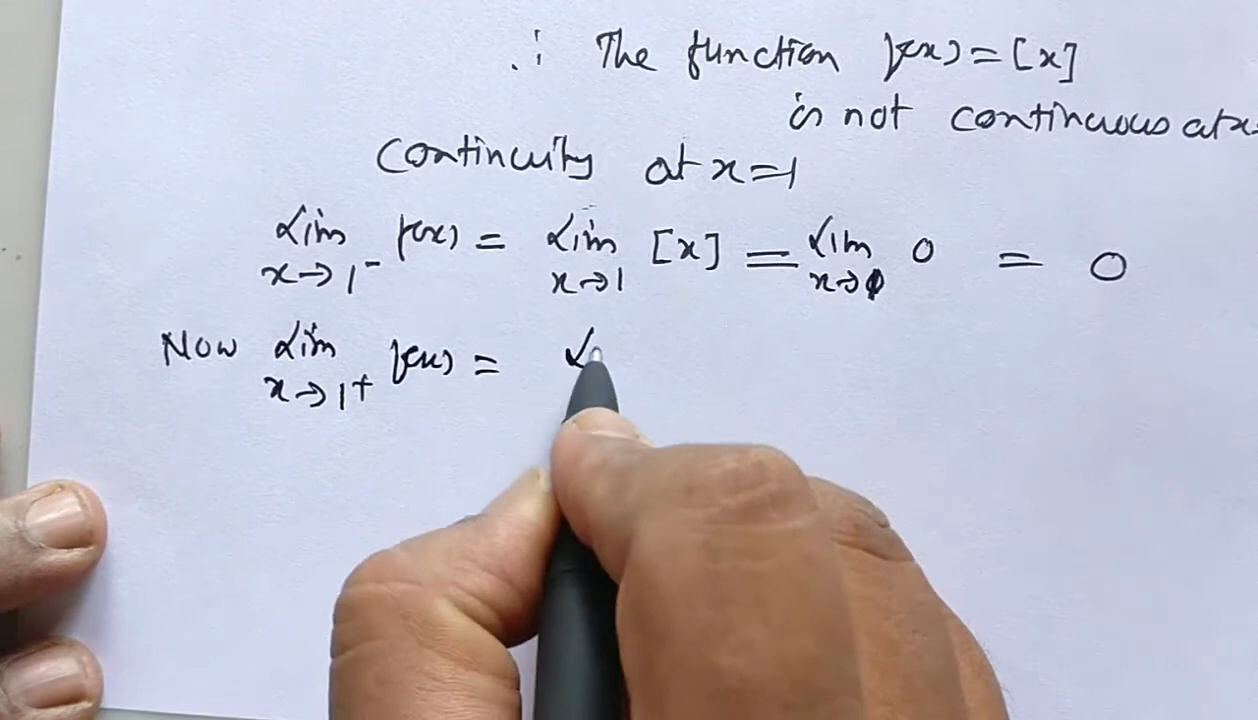 ∴ The function f(x) = [x]
is not continuous at x=
continuity at x=1
Lim x→1⁻ f(x) = Lim x→1 [x] = Lim x→0 0 = 0
Now Lim x→1+ f(x) =